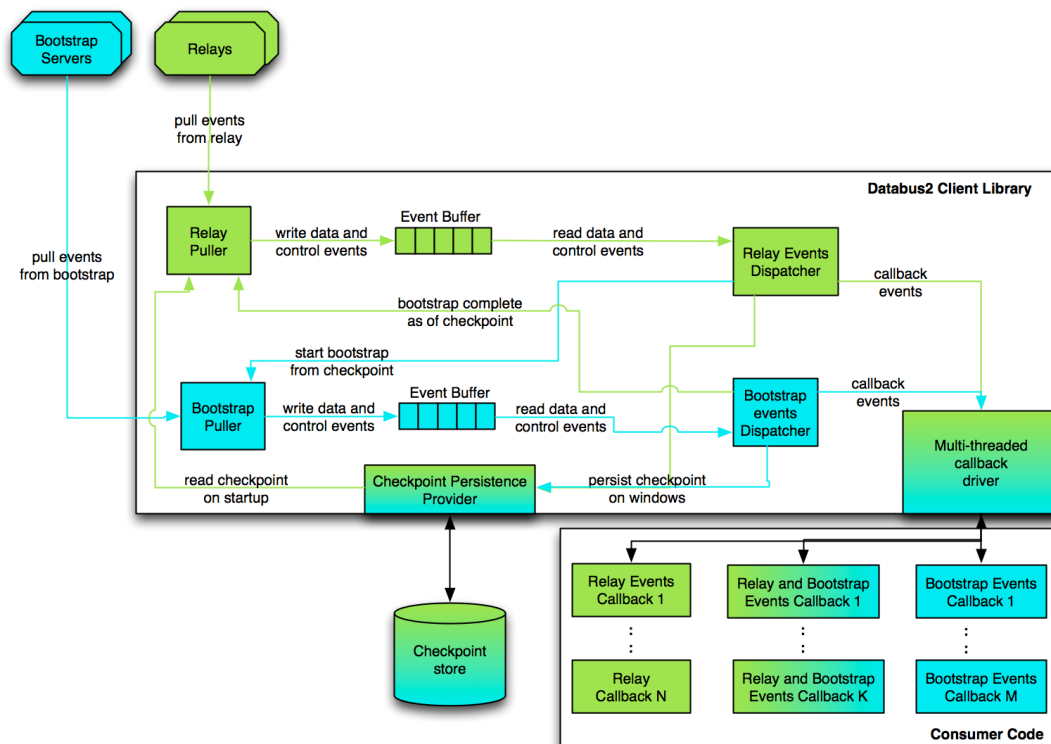 Bootstrap
Servers
Relays
pull events
from relay
Databus2 Client Library
pull events
from bootstrap
Relay
Puller
write data and
control events
Event Buffer
read data and
control events
Relay Events
Dispatcher
callback
events
bootstrap complete
as of checkpoint
start bootstrap
from checkpoint
Bootstrap
Puller
write data and
control events
Event Buffer
read data and
control events
Bootstrap
events
Dispatcher
callback
events
Multi-threaded
callback
driver
read checkpoint
on startup
Checkpoint Persistence
Provider
persist checkpoint
on windows
Checkpoint
store
Relay Events
Callback 1
Relay and Bootstrap
Events Callback 1
Bootstrap Events
Callback 1
Relay
Callback N
Relay and Bootstrap
Events Callback K
Bootstrap Events
Callback M
Consumer Code